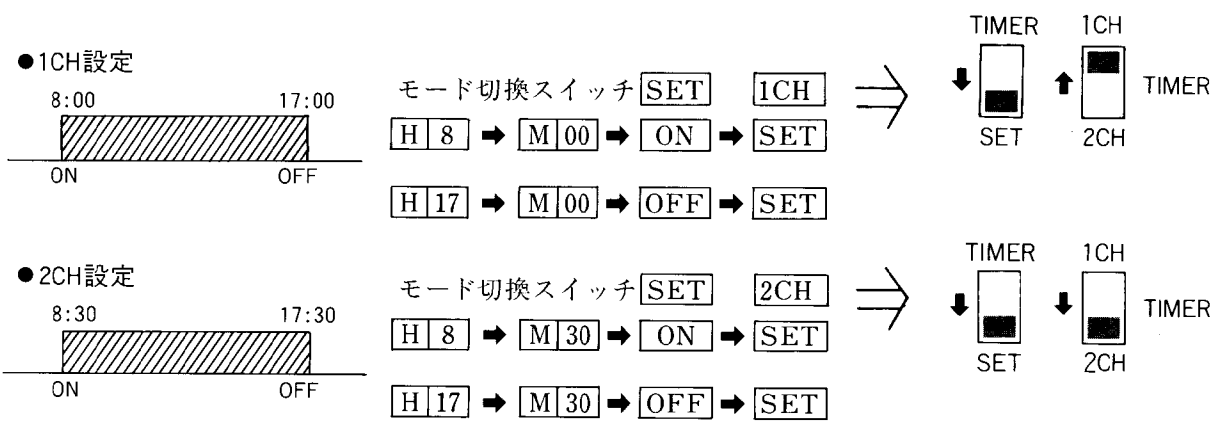 ●1CH設定
8:00 17:00
ON OFF
モード切換スイッチ SET 1CH
H 8 ➡ M 00 ➡ ON ➡ SET
H 17 ➡ M 00 ➡ OFF ➡ SET
TIMER 1CH
TIMER
SET 2CH
●2CH設定
8:30 17:30
ON OFF
モード切換スイッチ SET 2CH
H 8 ➡ M 30 ➡ ON ➡ SET
H 17 ➡ M 30 ➡ OFF ➡ SET
TIMER 1CH
TIMER
SET 2CH